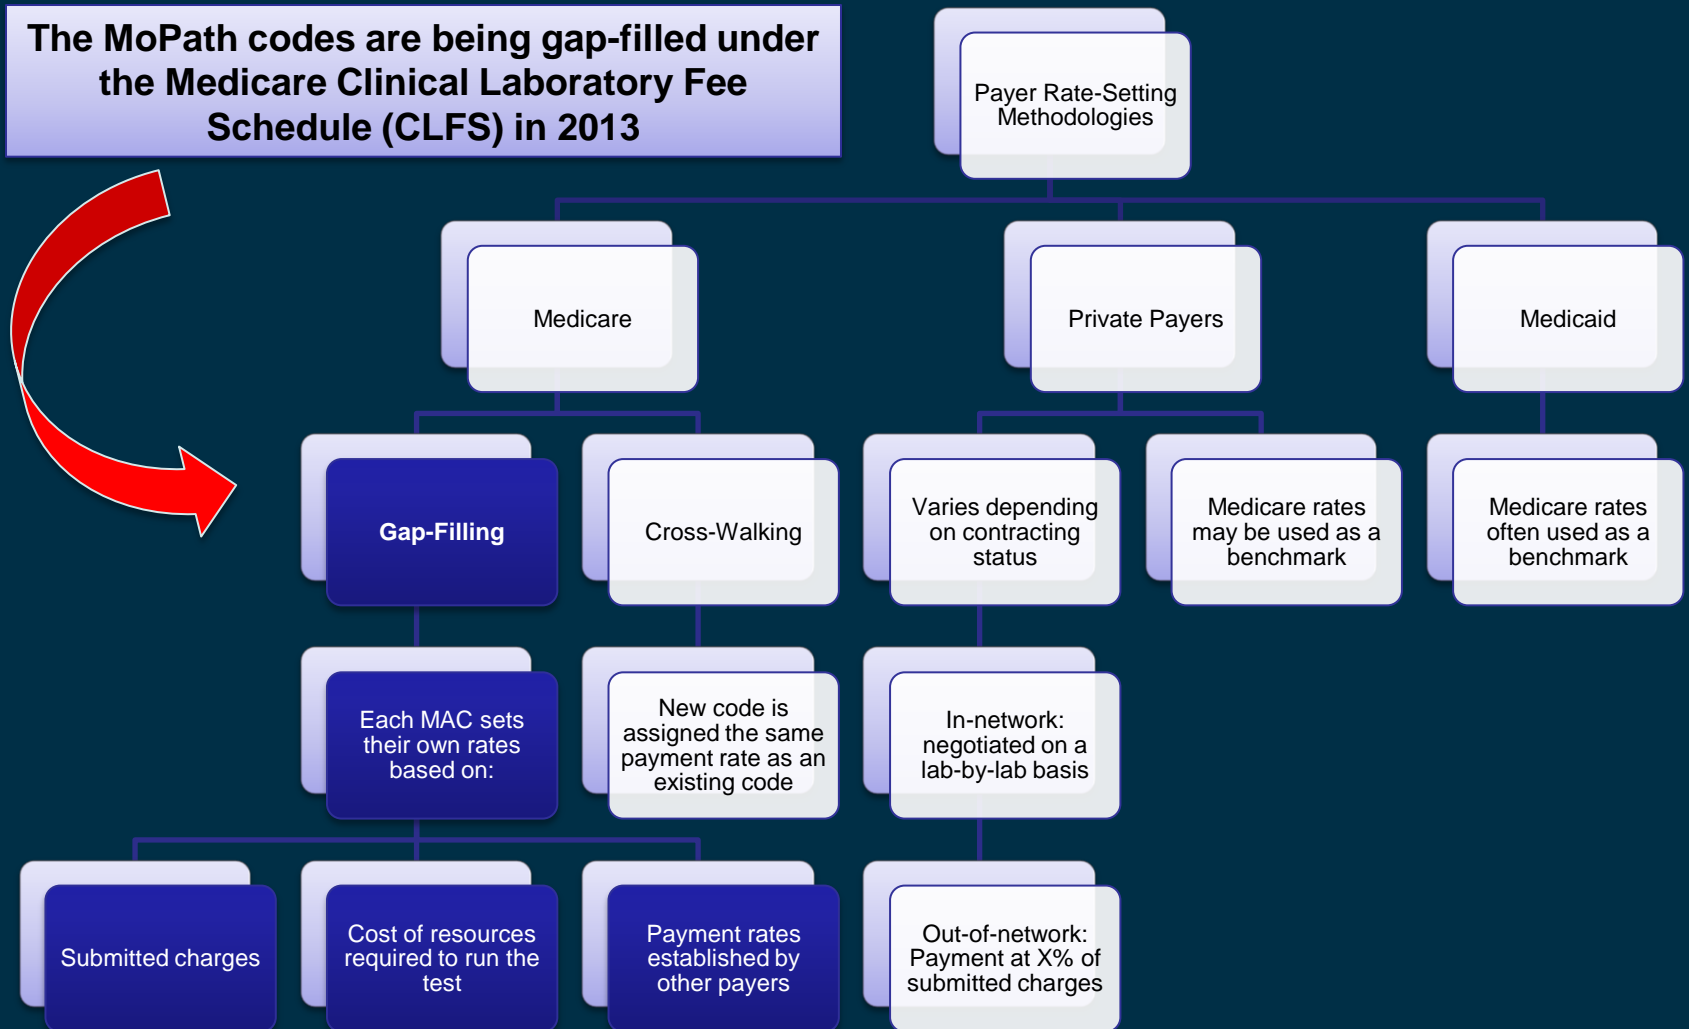 The MoPath codes are being gap-filled under
the Medicare Clinical Laboratory Fee
Schedule (CLFS) in 2013
Payer Rate-Setting
Methodologies
Medicare
Private Payers
Medicaid
Gap-Filling
Cross-Walking
Varies depending
on contracting
status
Medicare rates
may be used as a
benchmark
Medicare rates
often used as a
benchmark
Each MAC sets
their own rates
based on:
New code is
assigned the same
payment rate as an
existing code
In-network:
negotiated on a
lab-by-lab basis
Submitted charges
Cost of resources
required to run the
test
Payment rates
established by
other payers
Out-of-network:
Payment at X% of
submitted charges